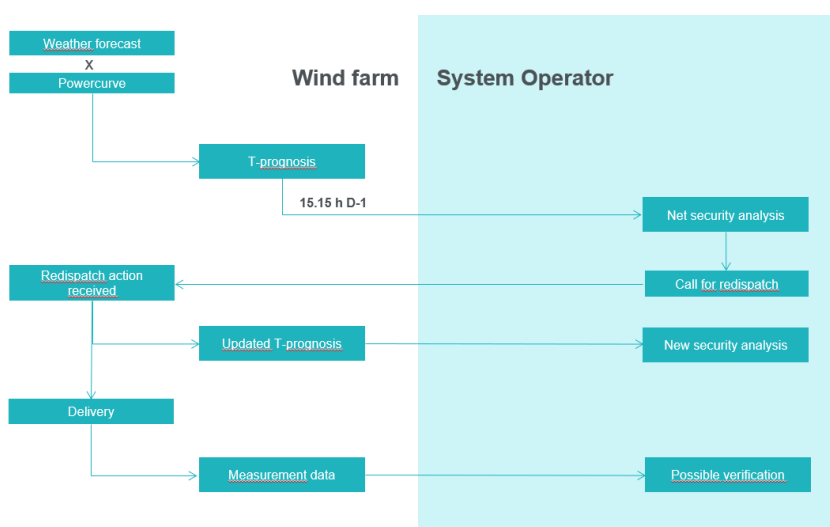 Weather forecast
X
Powercurve
Wind farm
System Operator
T-prognosis
15.15 h D-1
Net security analysis
Redispatch action
received
Call for redispatch
Updated T-prognosis
New security analysis
Delivery
Measurement data
Possible verification